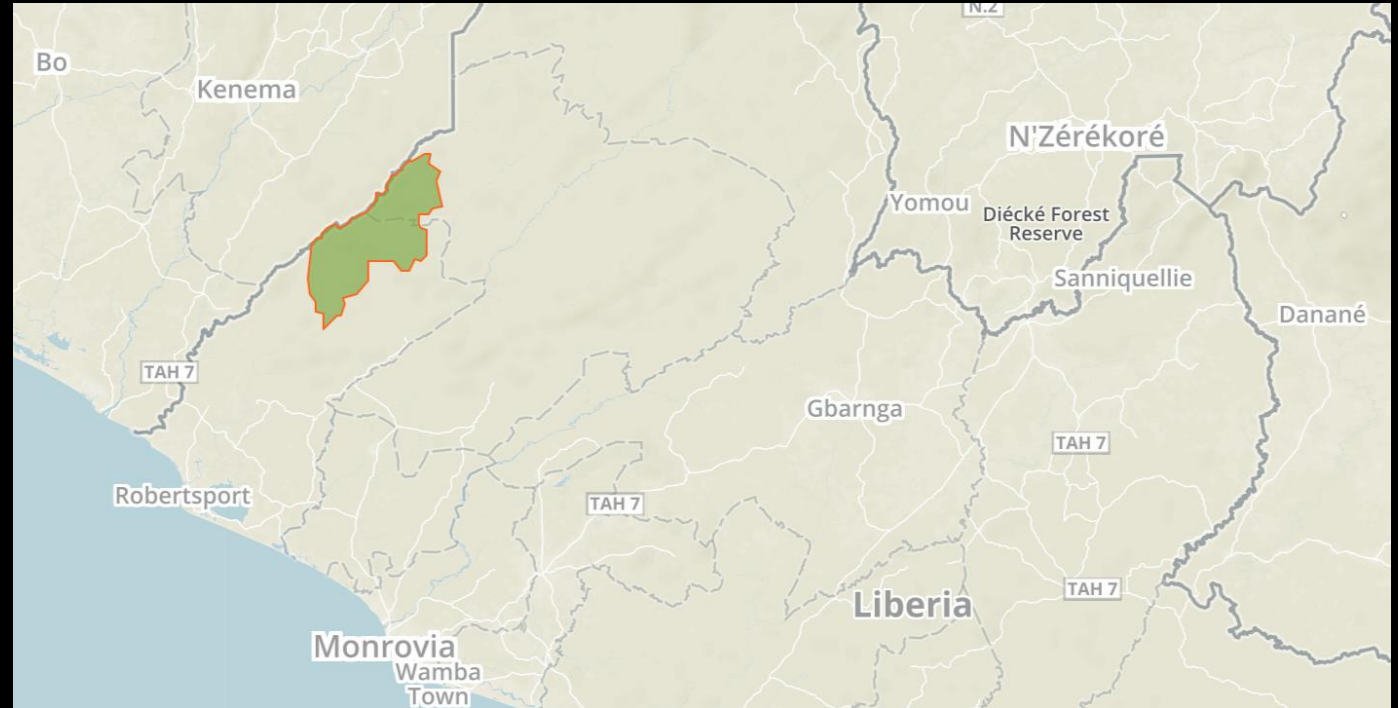 N.2
Bo
Kenema
N'Zérékoré
Yomou
Diécké Forest
Reserve
Sanniquellie
Danané
TAH 7
Gbarnga
TAH 7
Robertsport
TAH 7
TAH 7
Liberia
Monrovia
Wamba
Town